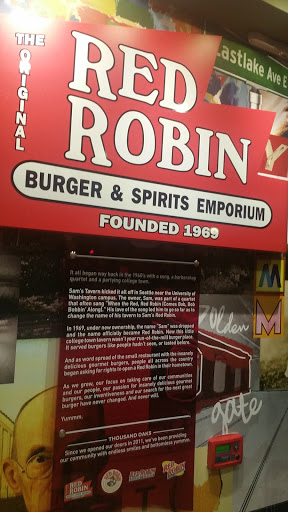 THE ORIGINAL
RED
ROBIN
BURGER & SPIRITS EMPORIUM
FOUNDED 1969
Eastlake Ave E
It all began way back in the 1940's with a song, a barbershop
quartet and a partying college town.
Sam's Tavern kicked it all off in Seattle near the University of
Washington campus. The owner, Sam, was part of a quartet
that often sang "When the Red, Red Robin (Comes Bob, Bob
Bobbin' Along)." His love of the song led him to go so far as to
change the name of his tavern to Sam's Red Robin.
In 1969, under new ownership, the name "Sam" was dropped
and the name officially became Red Robin. Now this little
college town tavern wasn't your run-of-the-mill burger place.
It served burgers like people hadn't seen, or tasted before.
And as word spread of the small restaurant with the insanely
delicious gourmet burgers, people all across the country
began asking for rights to open a Red Robin in their hometown.
As we grew, our focus on taking care of our communities
and our people, our passion for insanely delicious gourmet
burgers, our inventiveness and our search for the next great
burger have never changed. And never will.
Yummm.
THOUSAND OAKS
Since we opened our doors in 2011, we've been providing
our community with endless smiles and bottomless yummm.
RED
ROBIN
M
M
Golden
gate